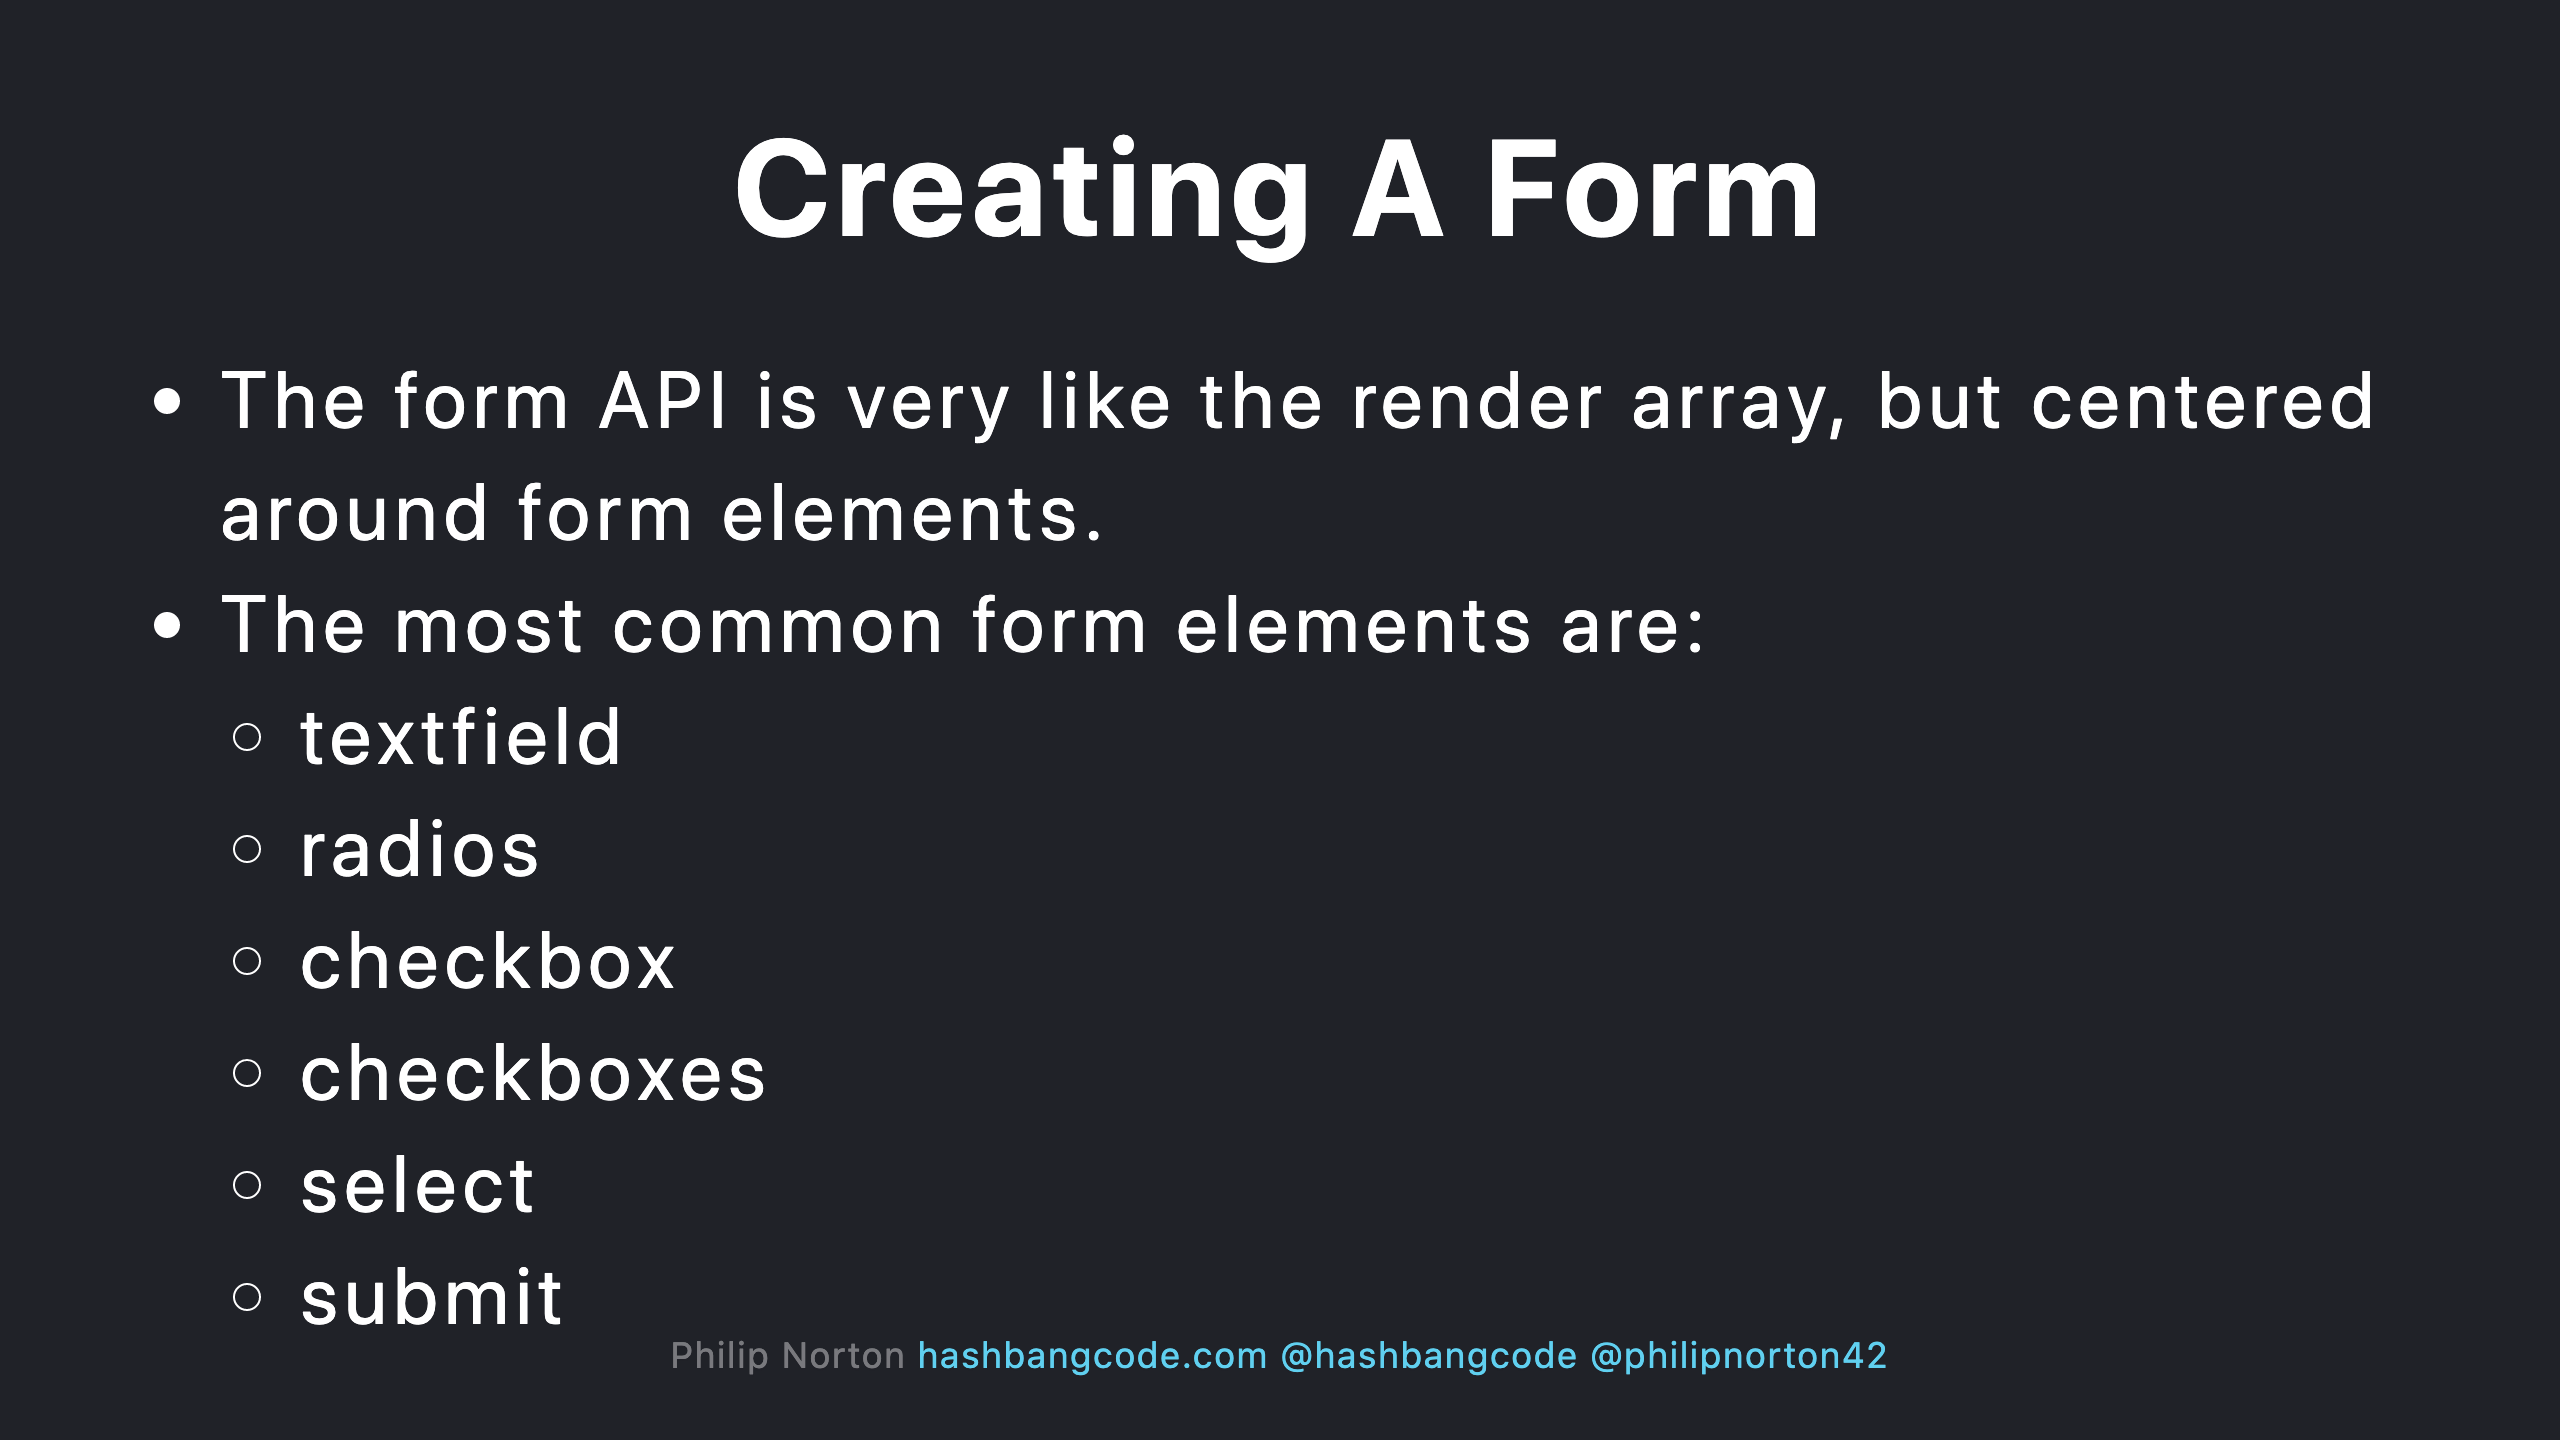 Creating A Form
• The form API is very like the render array, but centered
around form elements.
• The most common form elements are:
○ textfield
○ radios
○ checkbox
○ checkboxes
○ select
○ submit
Philip Norton hashbangcode.com @hashbangcode @philipnorton42